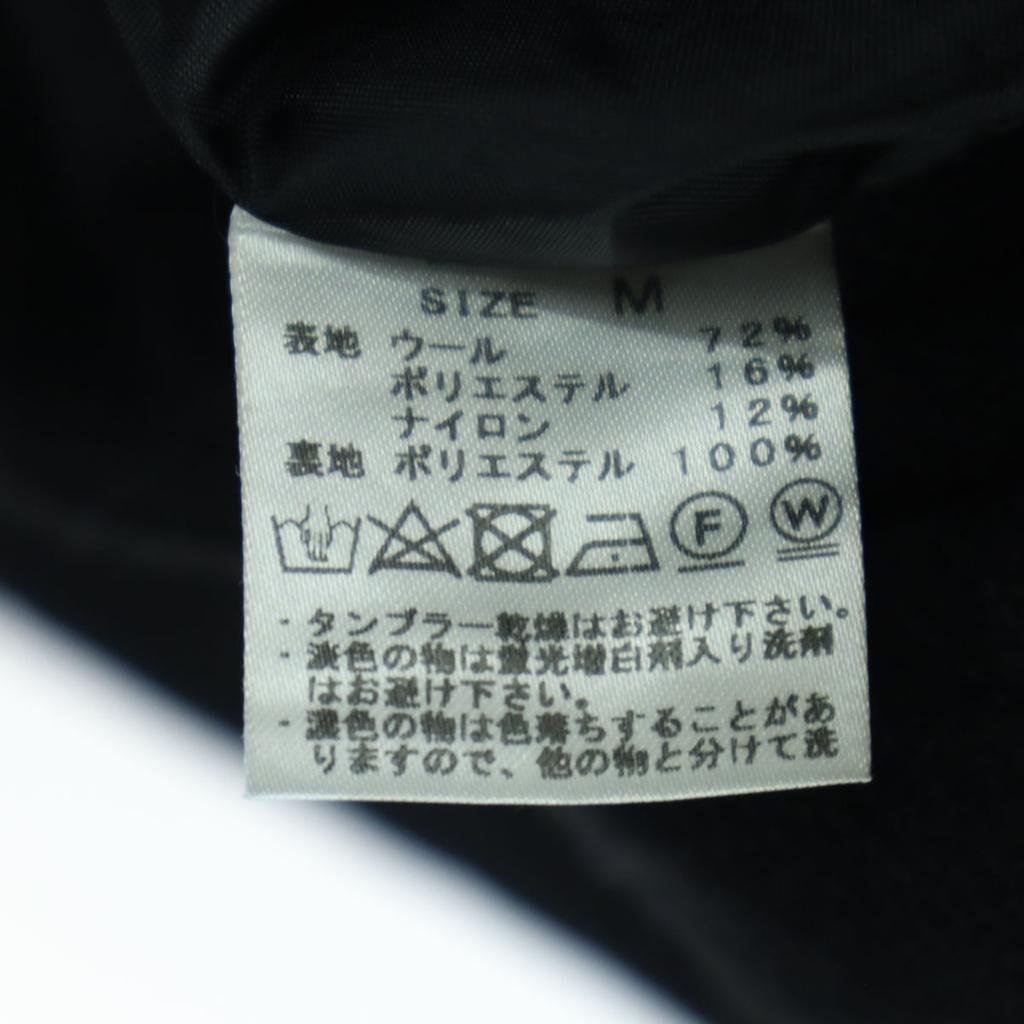 SIZE M
表地 ウール 72%
ポリエステル 16%
ナイロン 12%
裏地 ポリエステル 100%
F W
・タンブラー乾燥はお避け下さい。
・淡色の物は蛍光増白剤入り洗剤
はお避け下さい。
・濃色の物は色落ちすることがあ
りますので、他の物と分けて洗